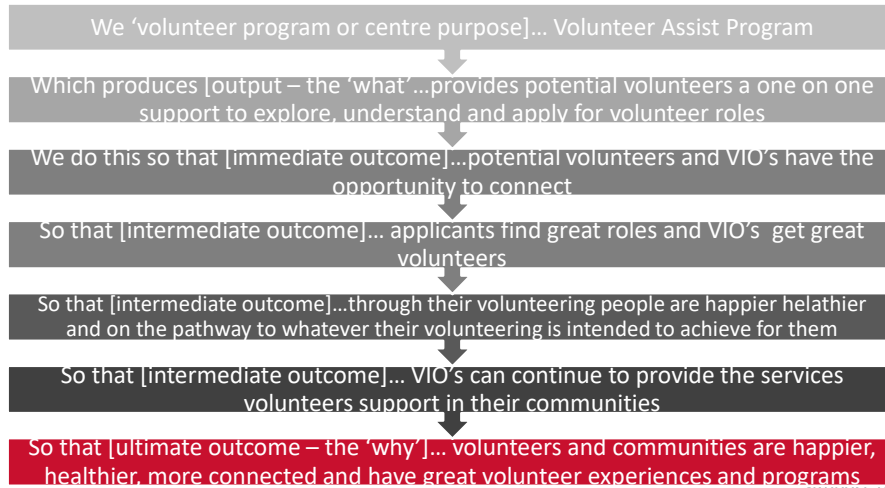 We ‘volunteer program or centre purpose]… Volunteer Assist Program
Which produces [output – the ‘what’…provides potential volunteers a one on one
support to explore, understand and apply for volunteer roles
We do this so that [immediate outcome]…potential volunteers and VIO’s have the
opportunity to connect
So that [intermediate outcome]… applicants find great roles and VIO’s  get great
volunteers
So that [intermediate outcome]…through their volunteering people are happier helathier
and on the pathway to whatever their volunteering is intended to achieve for them
So that [intermediate outcome]… VIO’s can continue to provide the services
volunteers support in their communities
So that [ultimate outcome – the ‘why’]… volunteers and communities are happier,
healthier, more connected and have great volunteer experiences and programs